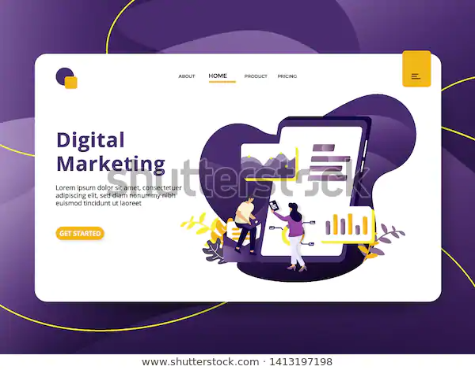 ABOUT HOME PRODUCT PRICING
Digital
Marketing
Lorem ipsum dolor sit amet, consectetuer
adipiscing elit, sed diam nonummy nibh
euismod tincidunt ut laoreet
GET STARTED
shutterstock
www.shutterstock.com · 1413197198